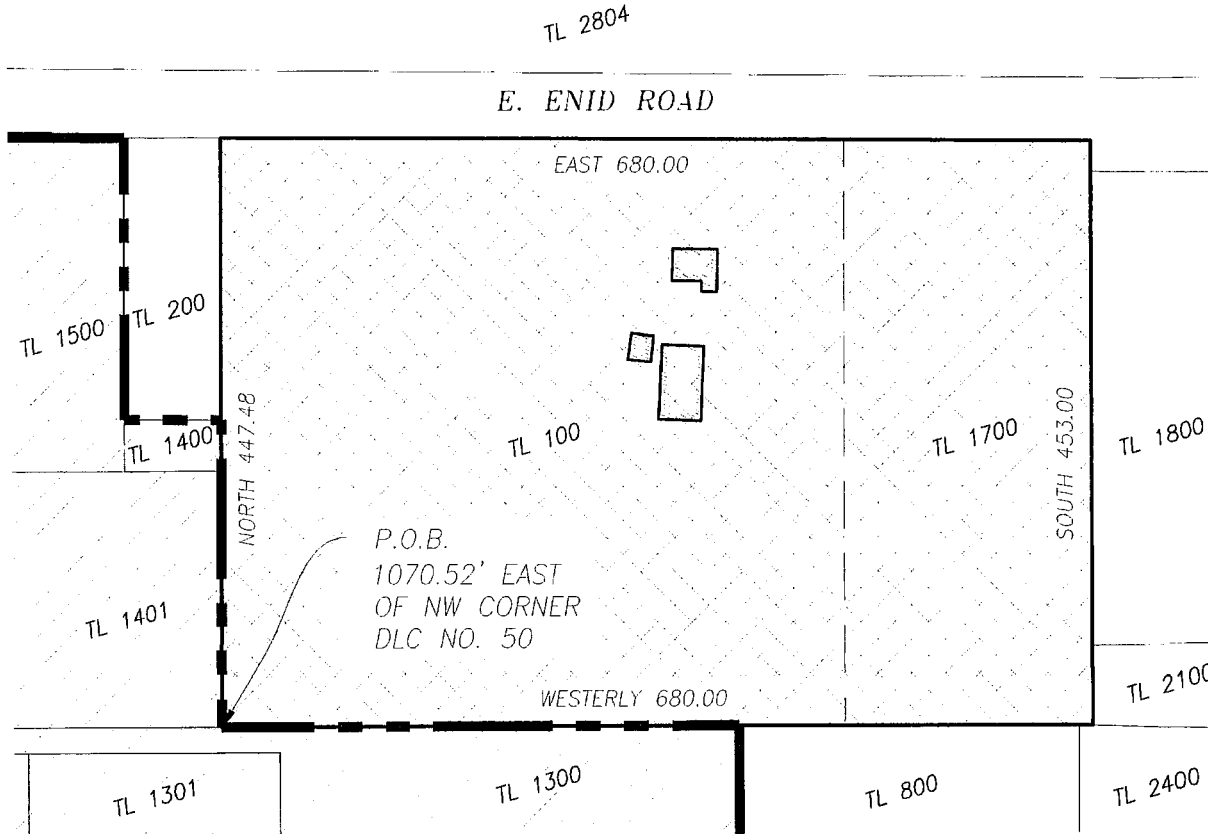 TL 2804
E. ENID ROAD
EAST 680.00
TL 1500
TL 200
TL 1400
NORTH 447.48
TL 100
TL 1700
SOUTH 453.00
TL 1800
P.O.B.
1070.52' EAST
OF NW CORNER
DLC NO. 50
TL 1401
WESTERLY 680.00
TL 2100
TL 1301
TL 1300
TL 800
TL 2400